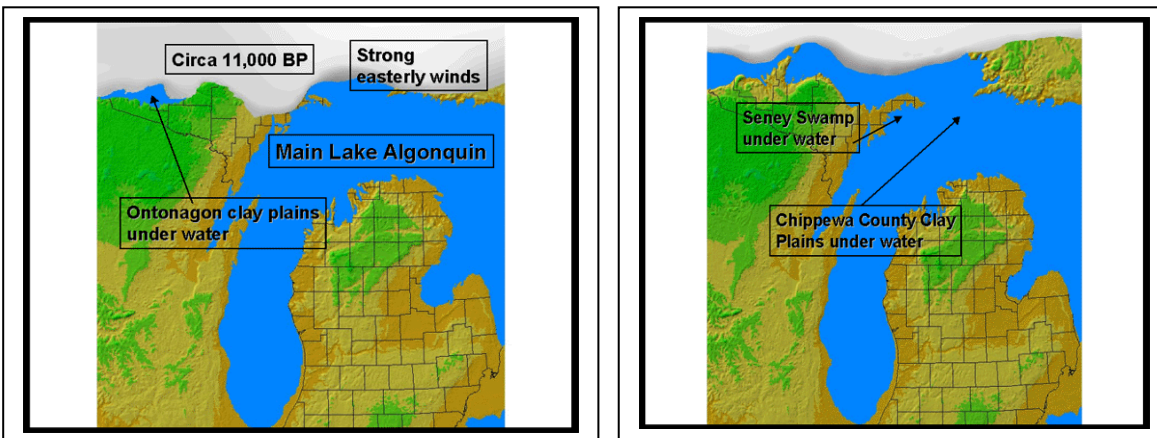 Circa 11,000 BP
Strong
easterly winds
Main Lake Algonquin
Ontonagon clay plains
under water
Seney Swamp
under water
Chippewa County Clay
Plains under water